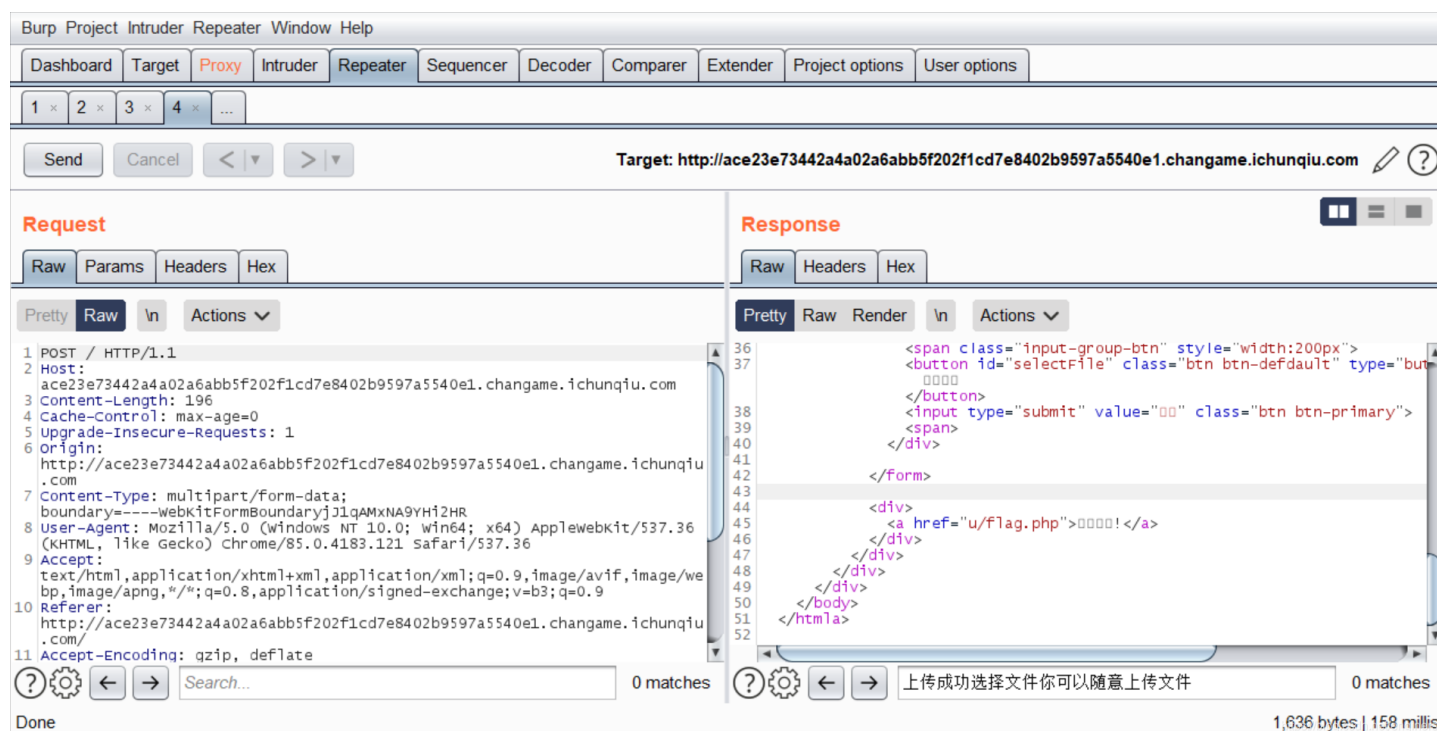 Burp Project Intruder Repeater Window Help
Dashboard Target Proxy Intruder Repeater Sequencer Decoder Comparer Extender Project options User options
1 × 2 × 3 × 4 × ...
Send Cancel < | ▼ > | ▼ Target: http://ace23e73442a4a02a6abb5f202f1cd7e8402b9597a5540e1.changame.ichunqiu.com ?
Request
Raw Params Headers Hex
Pretty Raw \n Actions
1 POST / HTTP/1.1
2 Host:
ace23e73442a4a02a6abb5f202f1cd7e8402b9597a5540e1.changame.ichunqiu.com
3 Content-Length: 196
4 Cache-Control: max-age=0
5 Upgrade-Insecure-Requests: 1
6 Origin:
http://ace23e73442a4a02a6abb5f202f1cd7e8402b9597a5540e1.changame.ichunqiu
.com
7 Content-Type: multipart/form-data;
boundary=----WebKitFormBoundaryjJ1qAMxNA9YHi2HR
8 User-Agent: Mozilla/5.0 (Windows NT 10.0; Win64; x64) AppleWebKit/537.36
(KHTML, like Gecko) Chrome/85.0.4183.121 Safari/537.36
9 Accept:
text/html,application/xhtml+xml,application/xml;q=0.9,image/avif,image/we
bp,image/apng,*/*;q=0.8,application/signed-exchange;v=b3;q=0.9
10 Referer:
http://ace23e73442a4a02a6abb5f202f1cd7e8402b9597a5540e1.changame.ichunqiu
.com/
11 Accept-Encoding: gzip, deflate
? Search... 0 matches
Done
Response
Raw Headers Hex
Pretty Raw Render \n Actions
36 <span class="input-group-btn" style="width:200px">
37 <button id="selectFile" class="btn btn-defdault" type="but
□□□□
</button>
38 <input type="submit" value="□□" class="btn btn-primary">
39 <span>
40 </div>
41
42 </form>
43
44 <div>
45 <a href="u/flag.php">□□□□!</a>
46 </div>
47 </div>
48 </div>
49 </div>
50 </body>
51 </htmla>
52
? 上传成功选择文件你可以随意上传文件 0 matches
1,636 bytes | 158 millis